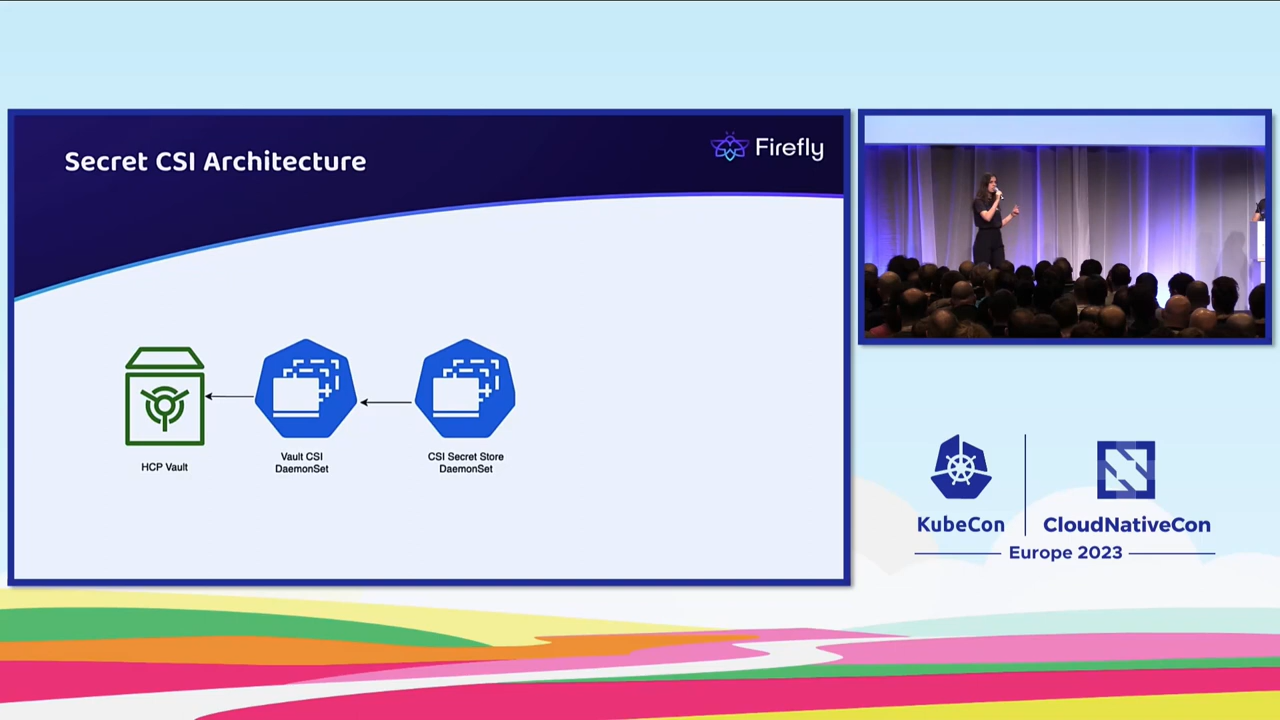 Secret CSI Architecture
Firefly
HCP Vault
Vault CSI
DaemonSet
CSI Secret Store
DaemonSet
KubeCon
CloudNativeCon
Europe 2023